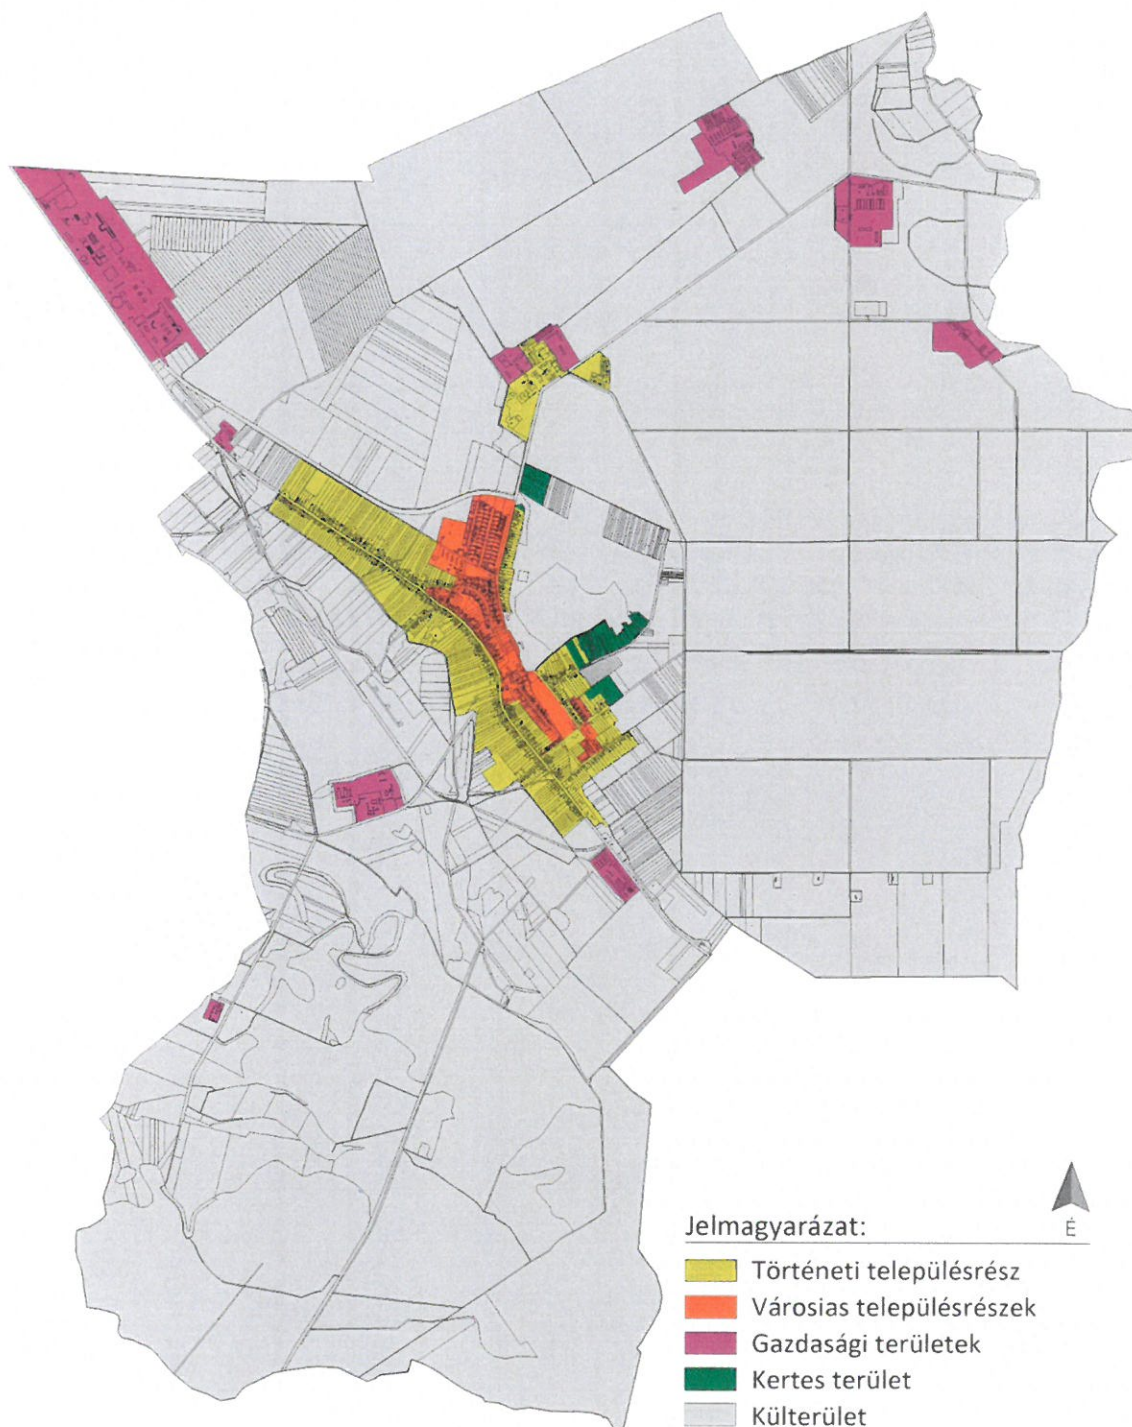 É
Jelmagyarázat:
Történeti településrész
Városias településrészek
Gazdasági területek
Kertes terület
Külterület